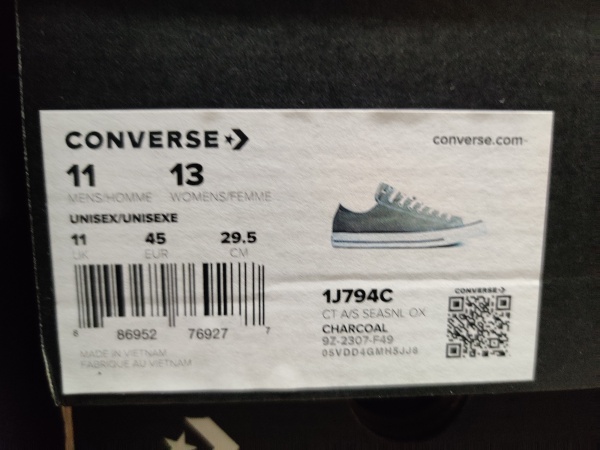 CONVERSE
converse.com
11 13
MENS/HOMME WOMENS/FEMME
UNISEX/UNISEXE
11 45 29.5
UK EUR CM
8 86952 76927 7
1J794C
CT A/S SEASNL OX
CHARCOAL
9Z-2307-F49
MADE IN VIETNAM
FABRIQUE AU VIETNAM
CONVERSE